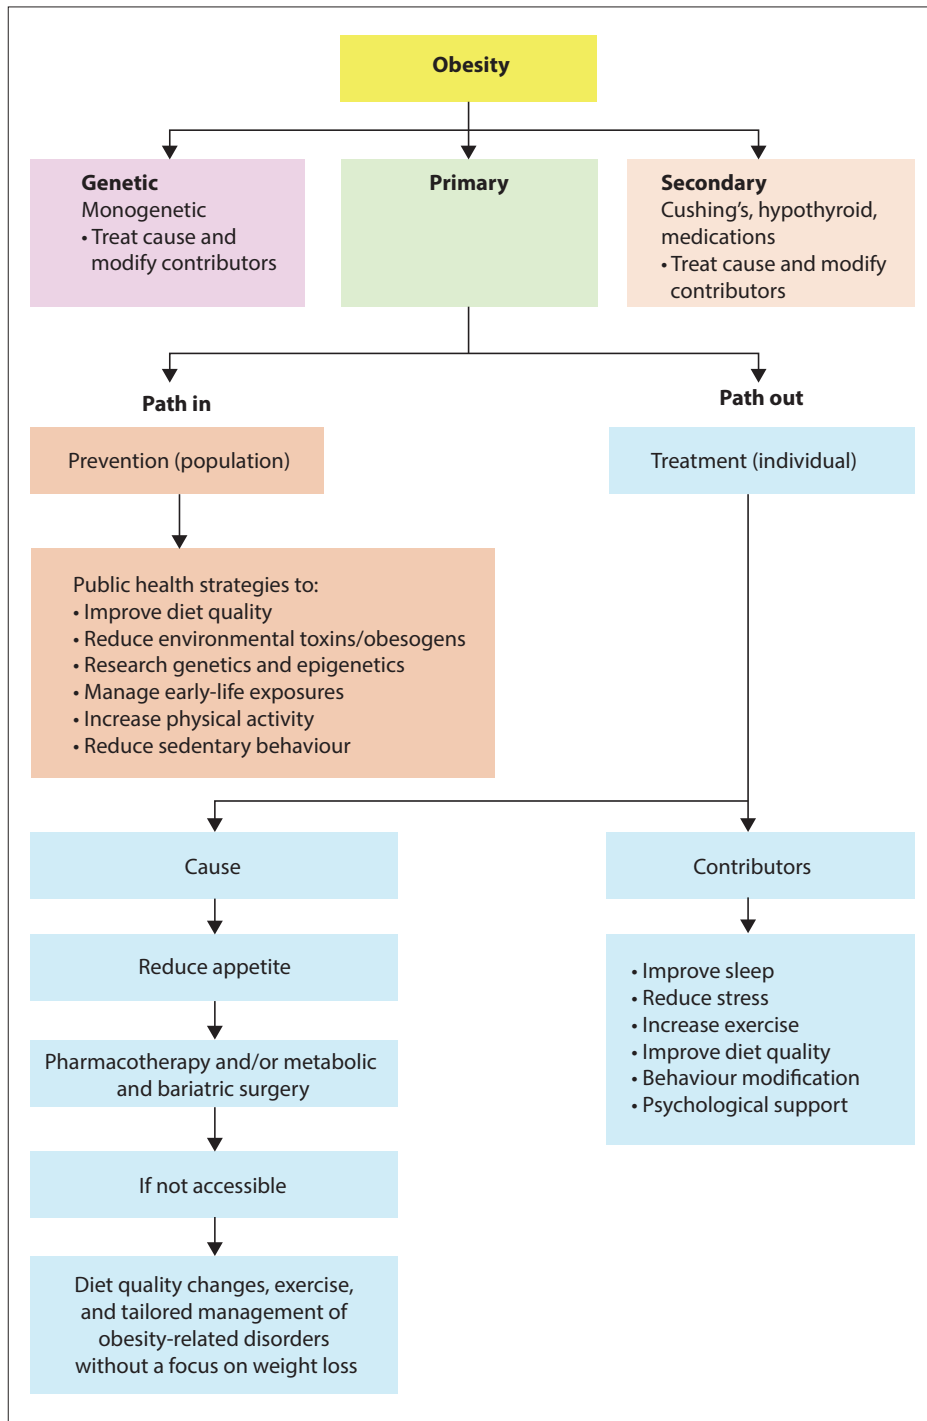 Obesity
Genetic
Monogenetic
• Treat cause and
modify contributors
Primary
Secondary
Cushing's, hypothyroid,
medications
• Treat cause and modify
contributors
Path in
Path out
Prevention (population)
Treatment (individual)
Public health strategies to:
• Improve diet quality
• Reduce environmental toxins/obesogens
• Research genetics and epigenetics
• Manage early-life exposures
• Increase physical activity
• Reduce sedentary behaviour
Cause
Contributors
Reduce appetite
• Improve sleep
• Reduce stress
• Increase exercise
• Improve diet quality
• Behaviour modification
• Psychological support
Pharmacotherapy and/or metabolic
and bariatric surgery
If not accessible
Diet quality changes, exercise,
and tailored management of
obesity-related disorders
without a focus on weight loss